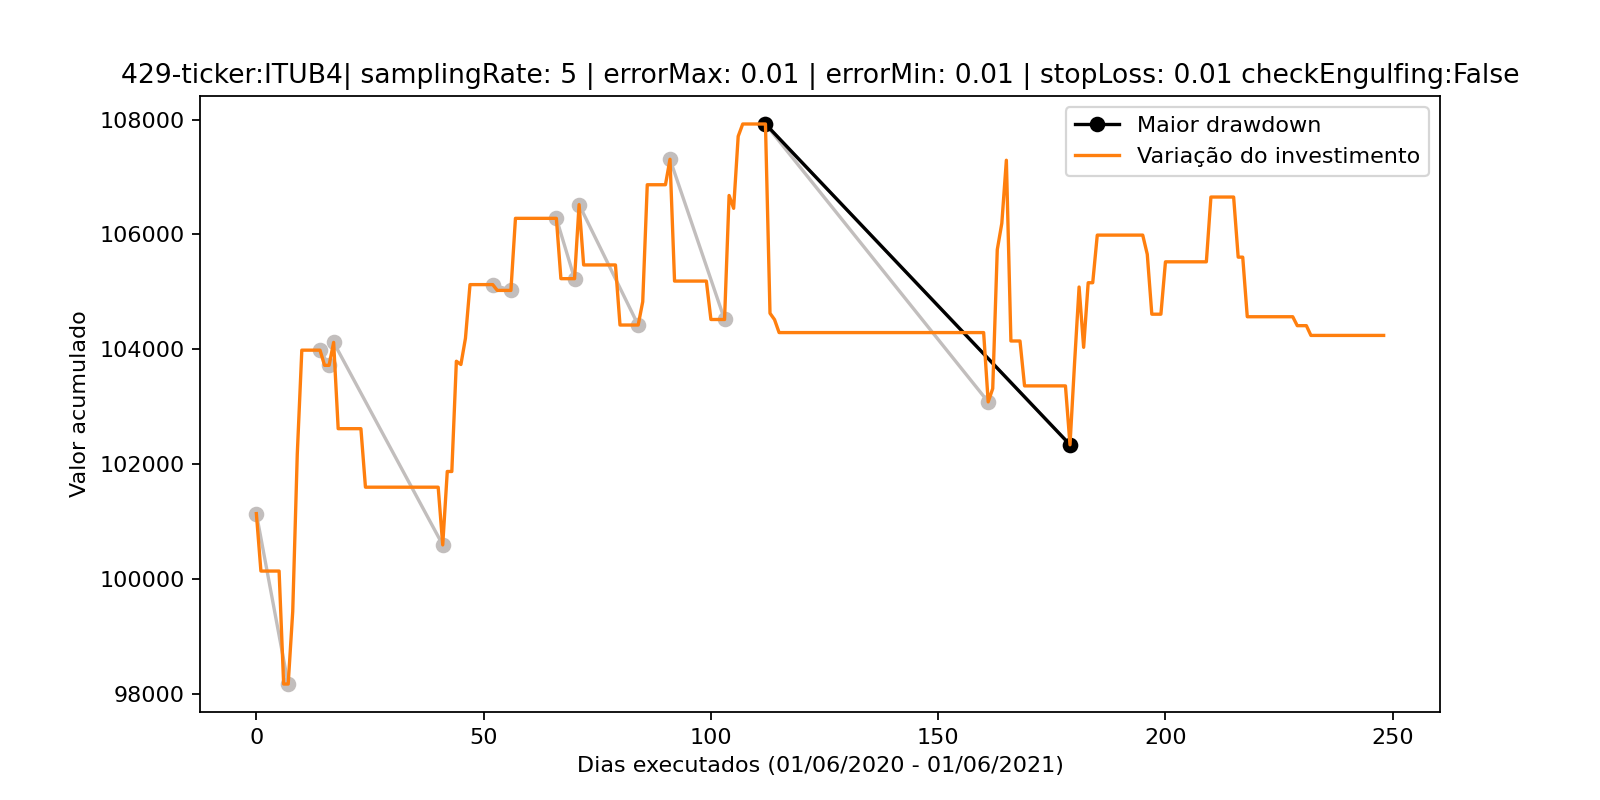 429-ticker:ITUB4| samplingRate: 5 | errorMax: 0.01 | errorMin: 0.01 | stopLoss: 0.01 checkEngulfing:False
Maior drawdown
Variação do investimento
Valor acumulado
108000
106000
104000
102000
100000
98000
0
50
100
150
200
250
Dias executados (01/06/2020 - 01/06/2021)